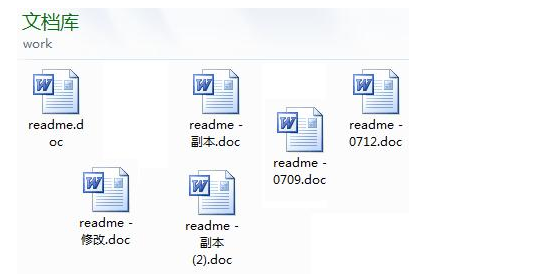 文档库
work
readme.d
oc
readme -
副本.doc
readme -
0709.doc
readme -
0712.doc
readme -
修改.doc
readme -
副本
(2).doc